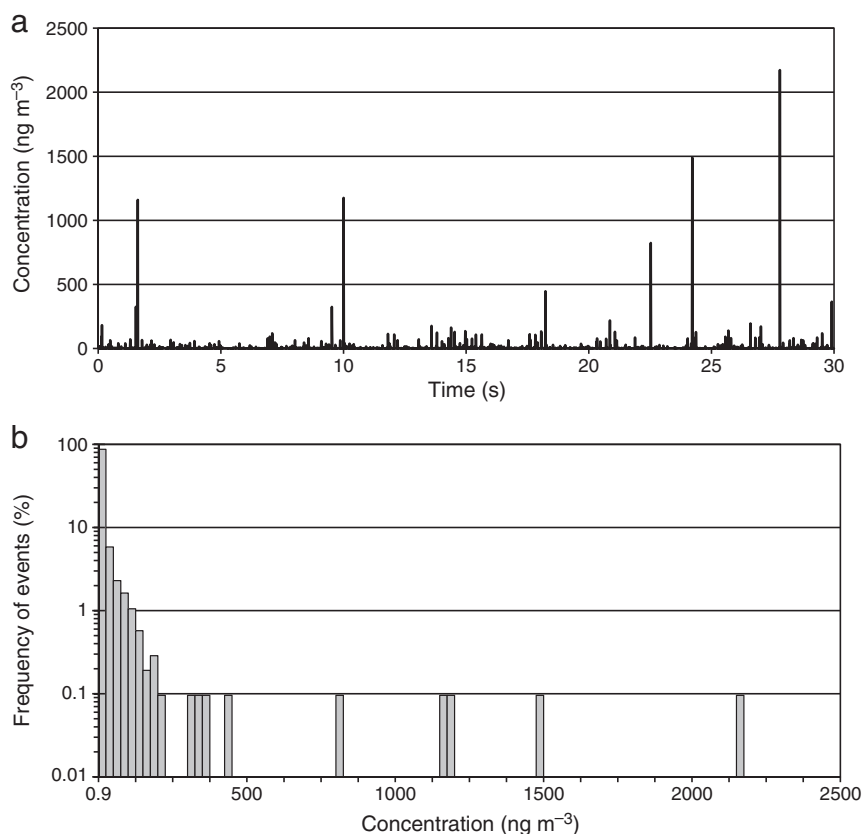 a
Concentration (ng m⁻³)
2500
2000
1500
1000
500
0
0 5 10 15 20 25 30
Time (s)
b
Frequency of events (%)
100
10
1
0.1
0.01
0.9 500 1000 1500 2000 2500
Concentration (ng m⁻³)